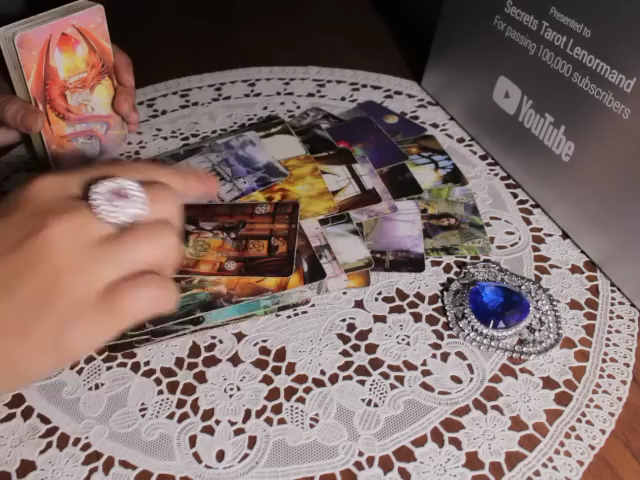 Presented to
Secrets Tarot Lenormand
For passing 100,000 subscribers
YouTube